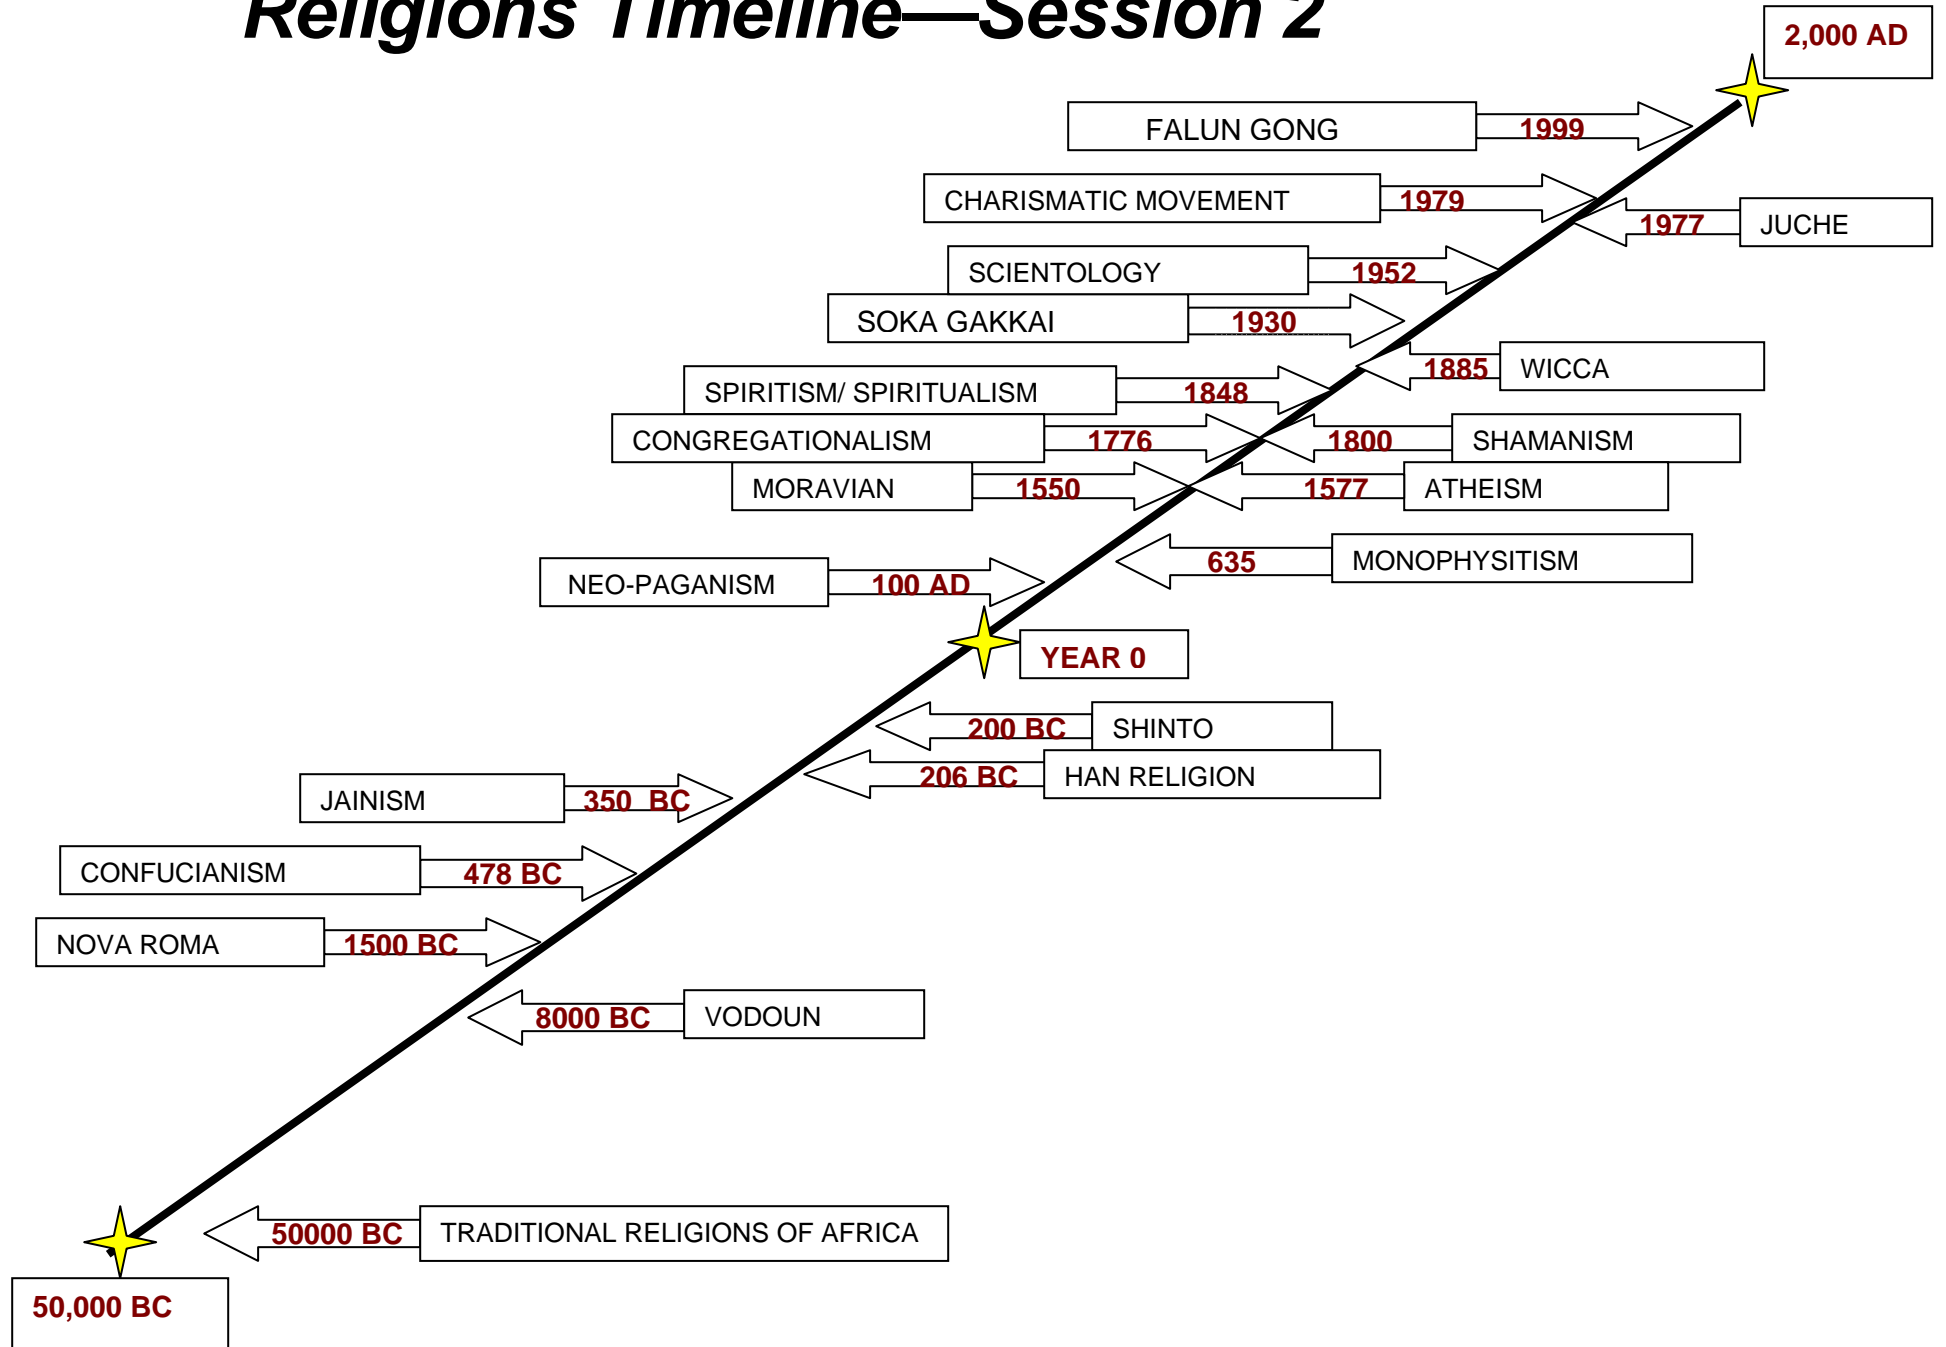 Religions Timeline—Session 2
2,000 AD
FALUN GONG 1999
CHARISMATIC MOVEMENT 1979
1977 JUCHE
SCIENTOLOGY 1952
SOKA GAKKAI 1930
1885 WICCA
SPIRITISM/ SPIRITUALISM 1848
CONGREGATIONALISM 1776
1800 SHAMANISM
MORAVIAN 1550
1577 ATHEISM
635 MONOPHYSITISM
NEO-PAGANISM 100 AD
YEAR 0
200 BC SHINTO
206 BC HAN RELIGION
JAINISM 350 BC
CONFUCIANISM 478 BC
NOVA ROMA 1500 BC
8000 BC VODOUN
50000 BC TRADITIONAL RELIGIONS OF AFRICA
50,000 BC